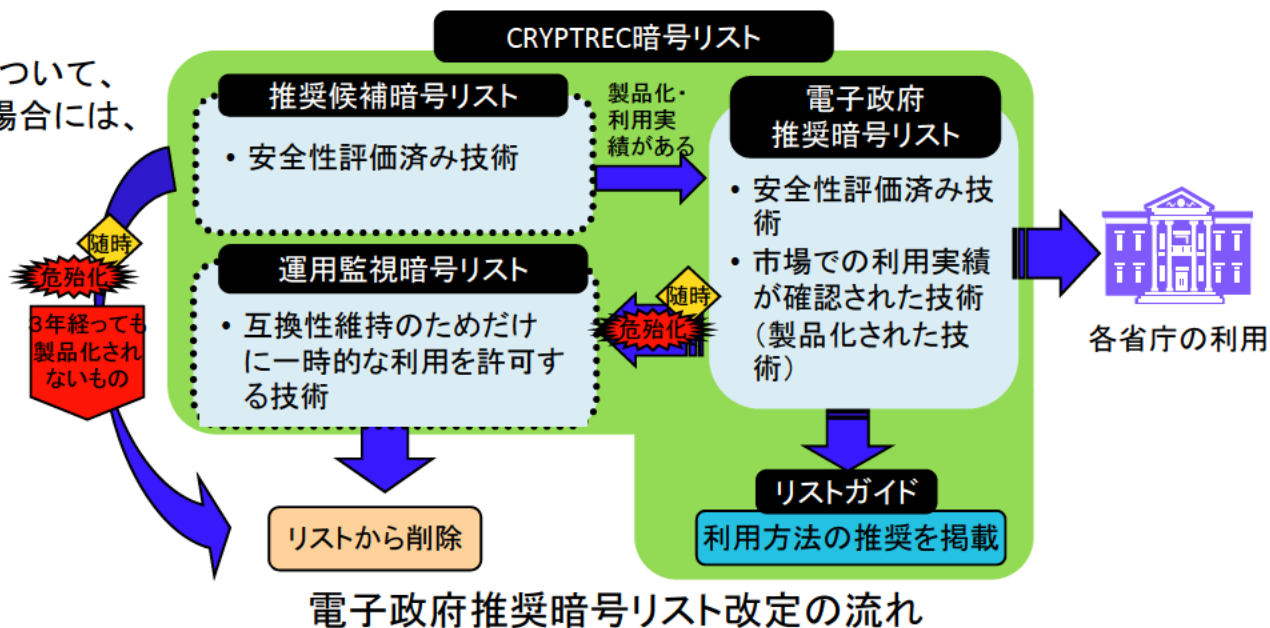 CRYPTREC暗号リスト
ついて、
場合には、
推奨候補暗号リスト
• 安全性評価済み技術
製品化・
利用実
績がある
電子政府
推奨暗号リスト
• 安全性評価済み技
術
• 市場での利用実績
が確認された技術
（製品化された技
術）
随時
危殆化
3年経っても
製品化され
ないもの
運用監視暗号リスト
• 互換性維持のためだけ
に一時的な利用を許可す
る技術
随時
危殆化
各省庁の利用
リストから削除
リストガイド
利用方法の推奨を掲載
電子政府推奨暗号リスト改定の流れ